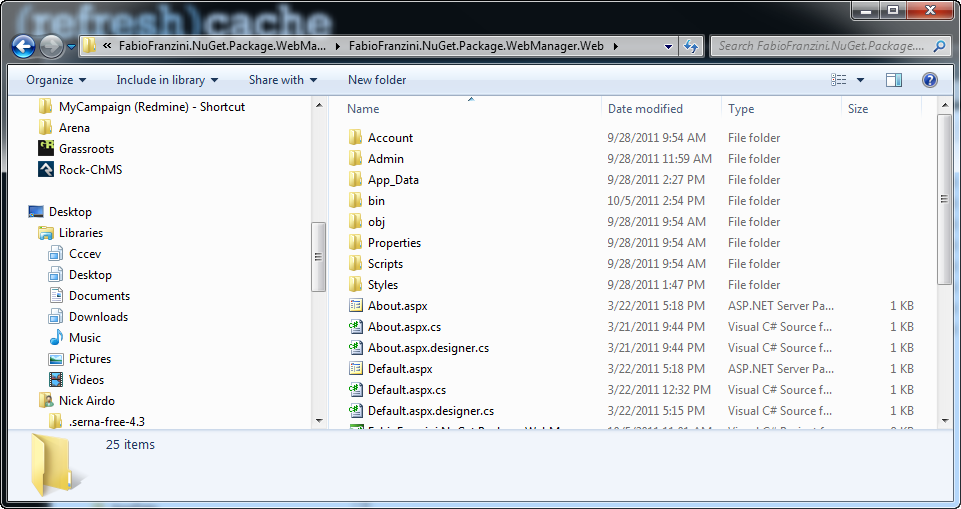 (refresh)cache
« FabioFranzini.NuGet.Package.WebMa... ▸ FabioFranzini.NuGet.Package.WebManager.Web ▸
Search FabioFranzini.NuGet.Package....
Organize Include in library Share with New folder
MyCampaign (Redmine) - Shortcut
Arena
Grassroots
Rock-ChMS
Desktop
Libraries
Cccev
Desktop
Documents
Downloads
Music
Pictures
Videos
Nick Airdo
.serna-free-4.3
Name Date modified Type Size
Account 9/28/2011 9:54 AM File folder
Admin 9/28/2011 11:59 AM File folder
App_Data 9/28/2011 2:27 PM File folder
bin 10/5/2011 2:54 PM File folder
obj 9/28/2011 9:54 AM File folder
Properties 9/28/2011 9:54 AM File folder
Scripts 9/28/2011 9:54 AM File folder
Styles 9/28/2011 1:47 PM File folder
About.aspx 3/22/2011 5:18 PM ASP.NET Server Pa... 1 KB
About.aspx.cs 3/21/2011 9:44 PM Visual C# Source f... 1 KB
About.aspx.designer.cs 3/21/2011 9:44 PM Visual C# Source f... 1 KB
Default.aspx 3/22/2011 5:18 PM ASP.NET Server Pa... 1 KB
Default.aspx.cs 3/22/2011 12:32 PM Visual C# Source f... 1 KB
Default.aspx.designer.cs 3/22/2011 5:15 PM Visual C# Source f... 1 KB
25 items